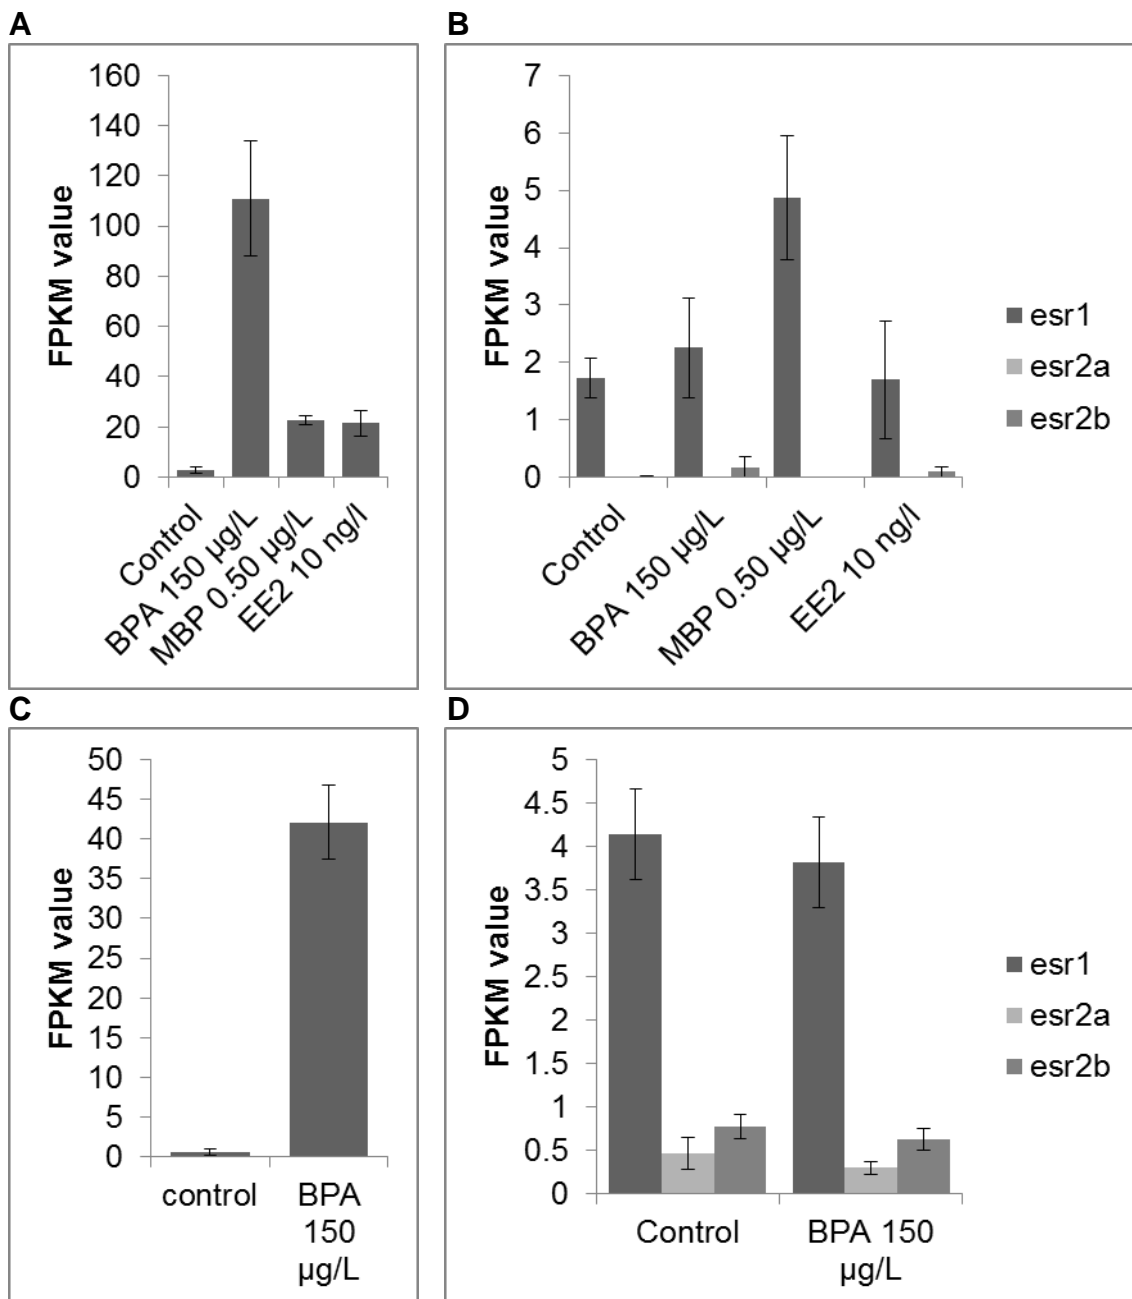 A
FPKM value
160
140
120
100
80
60
40
20
0
Control
BPA 150 µg/L
MBP 0.50 µg/L
EE2 10 ng/l
B
FPKM value
7
6
5
4
3
2
1
0
Control
BPA 150 µg/L
MBP 0.50 µg/L
EE2 10 ng/l
esr1
esr2a
esr2b
C
FPKM value
50
45
40
35
30
25
20
15
10
5
0
control
BPA
150
µg/L
D
FPKM value
5
4.5
4
3.5
3
2.5
2
1.5
1
0.5
0
Control
BPA 150
µg/L
esr1
esr2a
esr2b